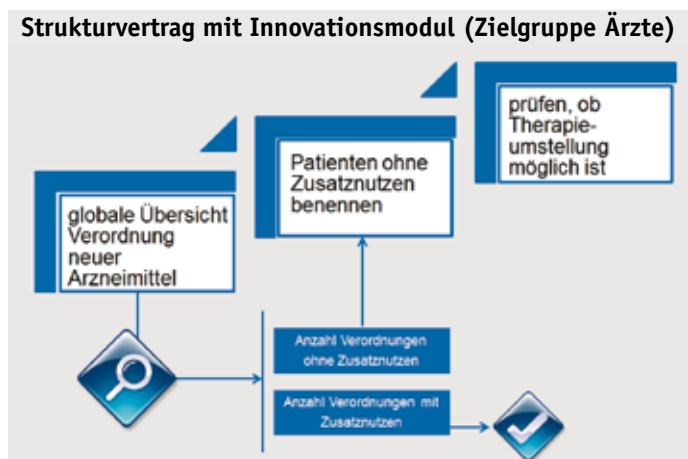 Strukturvertrag mit Innovationsmodul (Zielgruppe Ärzte)
globale Übersicht
Verordnung
neuer
Arzneimittel
Patienten ohne
Zusatznutzen
benennen
prüfen, ob
Therapie-
umstellung
möglich ist
Anzahl Verordnungen
ohne Zusatznutzen
Anzahl Verordnungen mit
Zusatznutzen